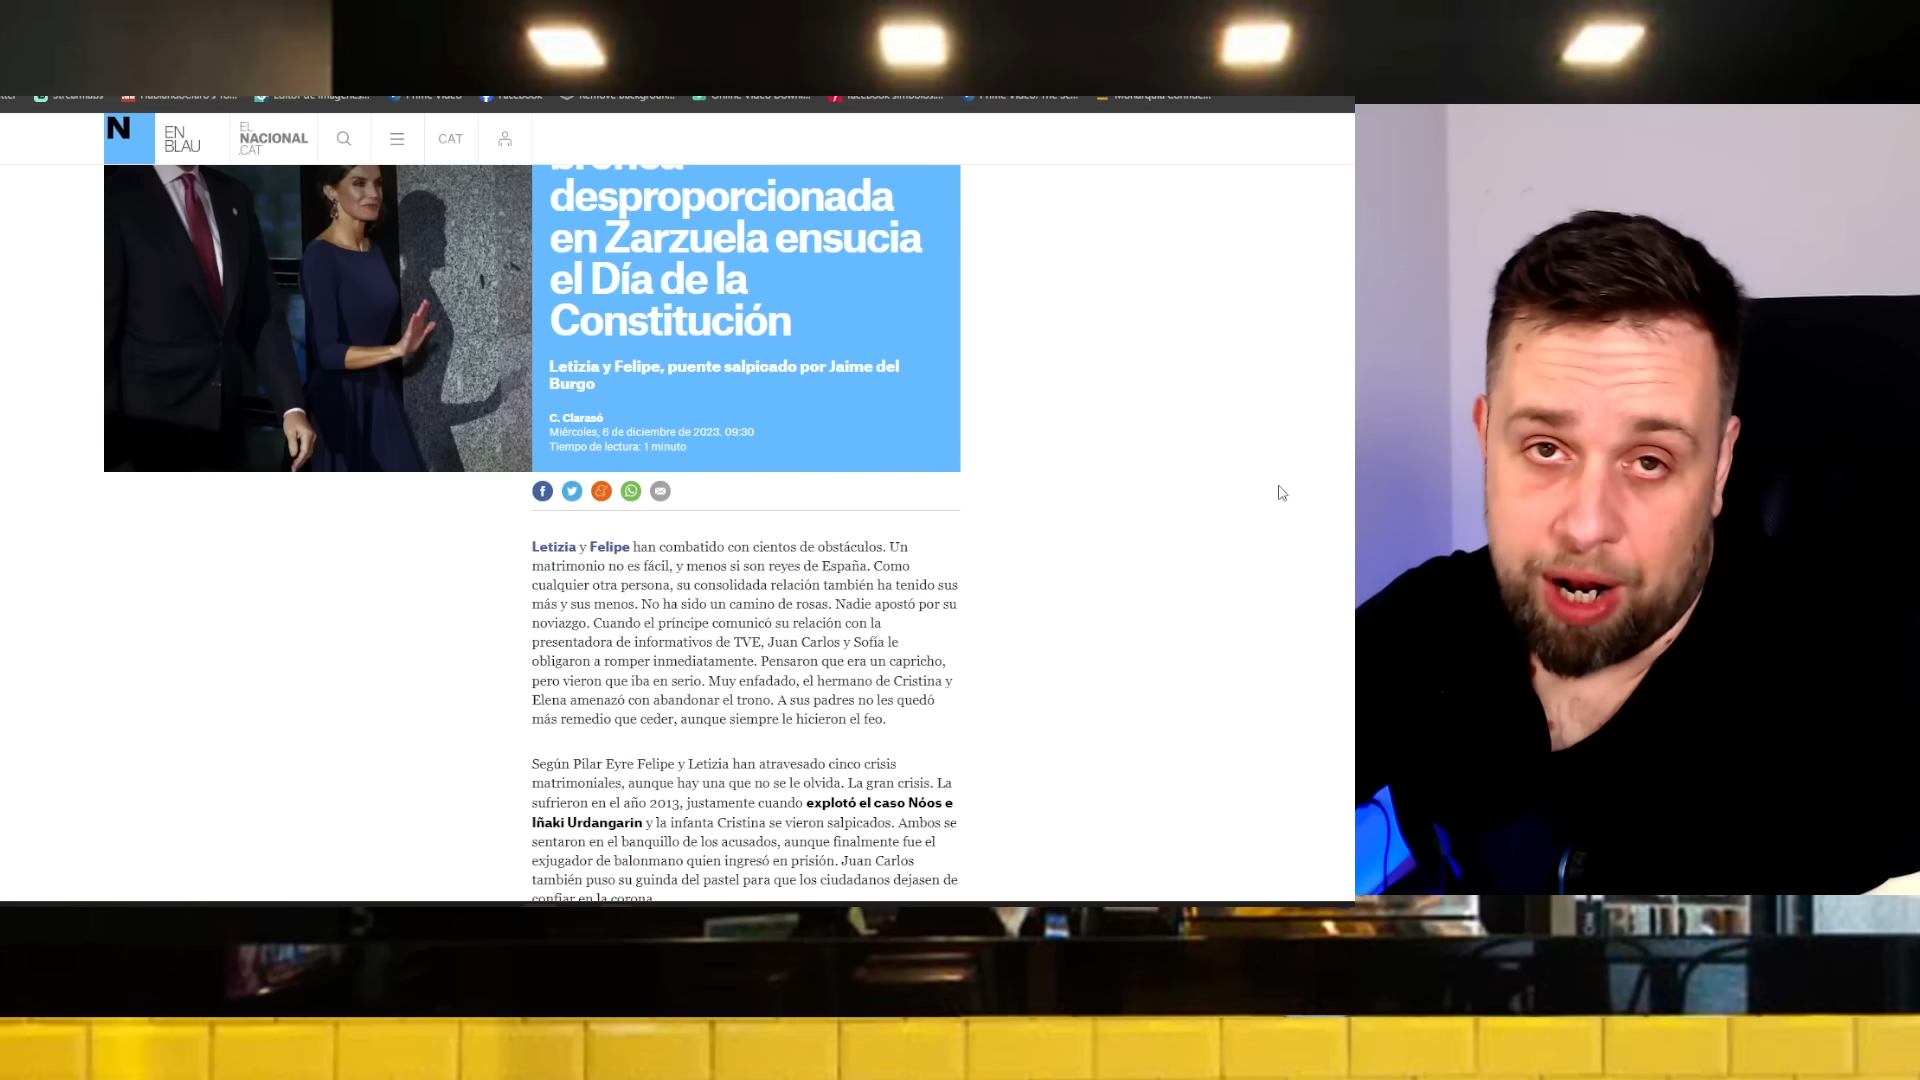 Prime Video
Facebook
N
EN
BLAU
EL
NACIONAL
.CAT
CAT
bronca
desproporcionada
en Zarzuela ensucia
el Día de la
Constitución
Letizia y Felipe, puente salpicado por Jaime del
Burgo
C. Clarasó
Miércoles, 6 de diciembre de 2023. 09:30
Tiempo de lectura: 1 minuto
Letizia y Felipe han combatido con cientos de obstáculos. Un
matrimonio no es fácil, y menos si son reyes de España. Como
cualquier otra persona, su consolidada relación también ha tenido sus
más y sus menos. No ha sido un camino de rosas. Nadie apostó por su
noviazgo. Cuando el príncipe comunicó su relación con la
presentadora de informativos de TVE, Juan Carlos y Sofía le
obligaron a romper inmediatamente. Pensaron que era un capricho,
pero vieron que iba en serio. Muy enfadado, el hermano de Cristina y
Elena amenazó con abandonar el trono. A sus padres no les quedó
más remedio que ceder, aunque siempre le hicieron el feo.
Según Pilar Eyre Felipe y Letizia han atravesado cinco crisis
matrimoniales, aunque hay una que no se le olvida. La gran crisis. La
sufrieron en el año 2013, justamente cuando explotó el caso Nóos e
Iñaki Urdangarin y la infanta Cristina se vieron salpicados. Ambos se
sentaron en el banquillo de los acusados, aunque finalmente fue el
exjugador de balonmano quien ingresó en prisión. Juan Carlos
también puso su guinda del pastel para que los ciudadanos dejasen de
confiar en la corona.